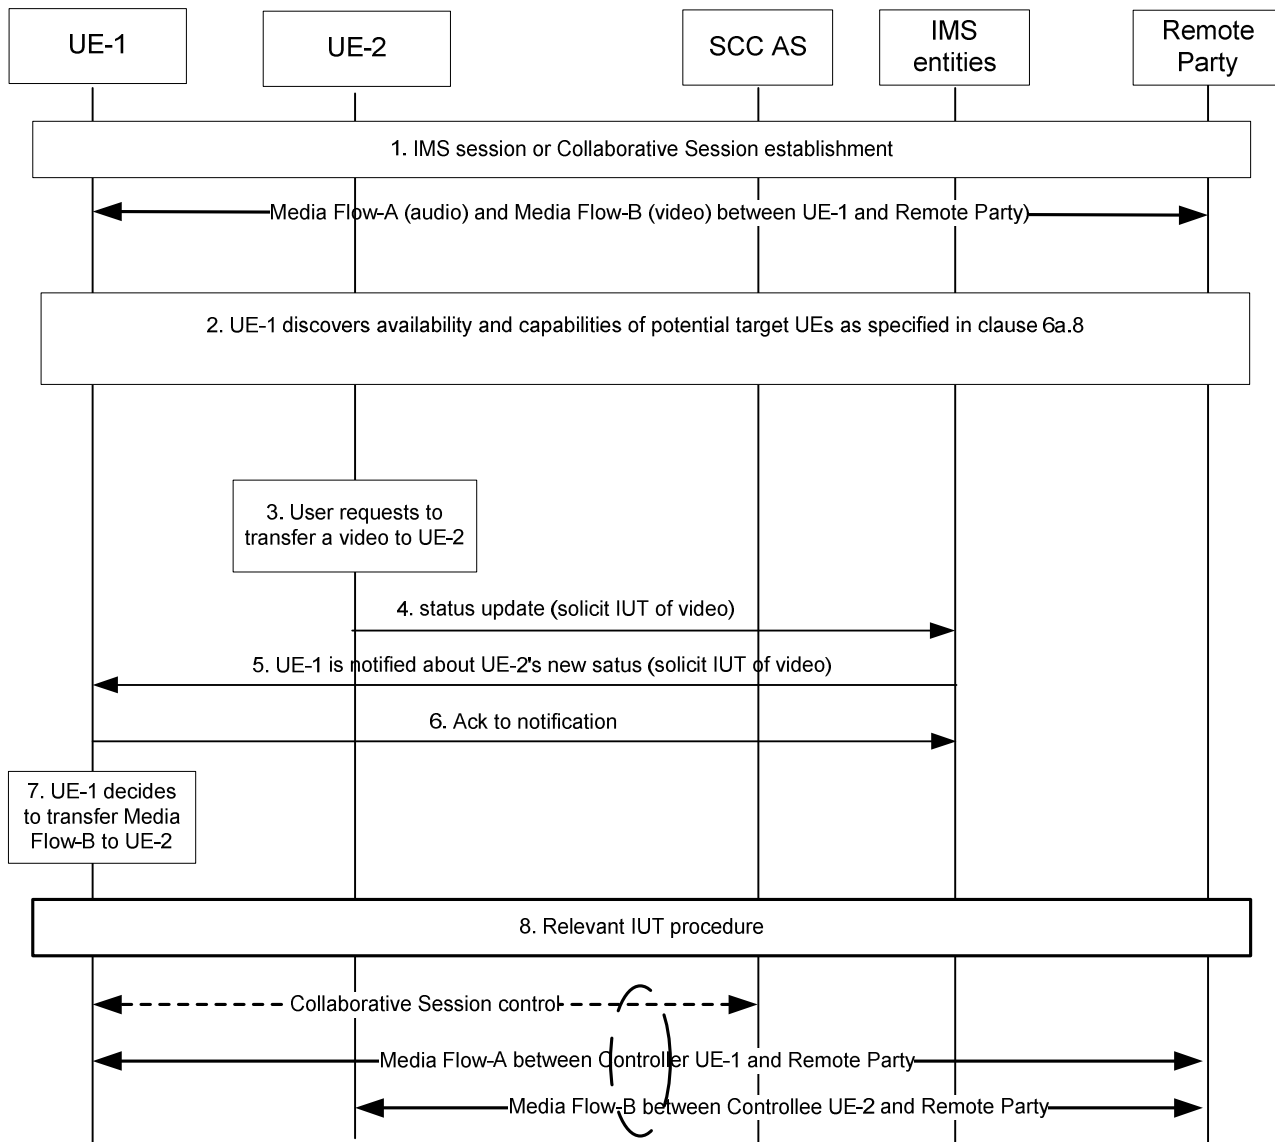 UE-1
UE-2
SCC AS
IMS
entities
Remote
Party
1. IMS session or Collaborative Session establishment
Media Flow-A (audio) and Media Flow-B (video) between UE-1 and Remote Party)
2. UE-1 discovers availability and capabilities of potential target UEs as specified in clause 6a.8
3. User requests to
transfer a video to UE-2
4. status update (solicit IUT of video)
5. UE-1 is notified about UE-2's new satus (solicit IUT of video)
6. Ack to notification
7. UE-1 decides
to transfer Media
Flow-B to UE-2
8. Relevant IUT procedure
Collaborative Session control
Media Flow-A between Controller UE-1 and Remote Party
Media Flow-B between Controllee UE-2 and Remote Party